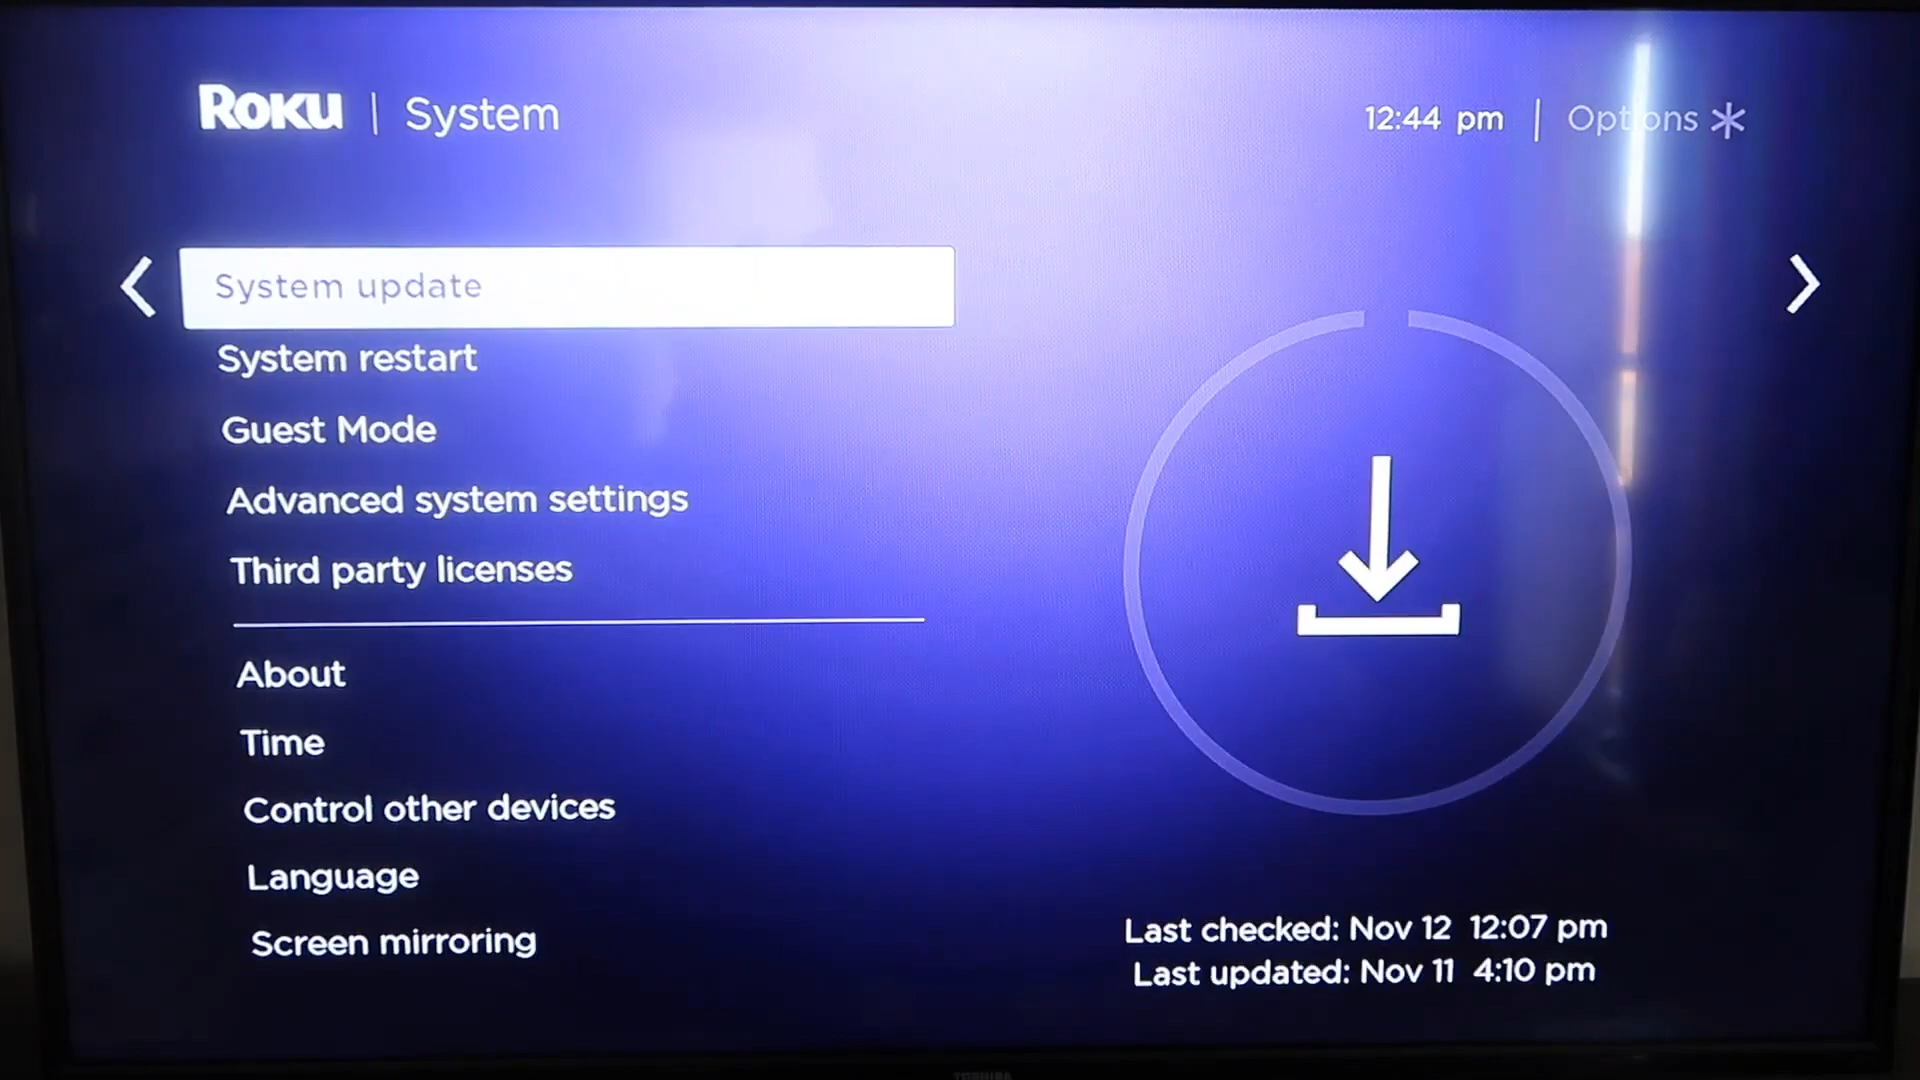 Roku | System
12:44 pm | Options *
System update
System restart
Guest Mode
Advanced system settings
Third party licenses
About
Time
Control other devices
Language
Screen mirroring
Last checked: Nov 12 12:07 pm
Last updated: Nov 11 4:10 pm
TOSHIBA